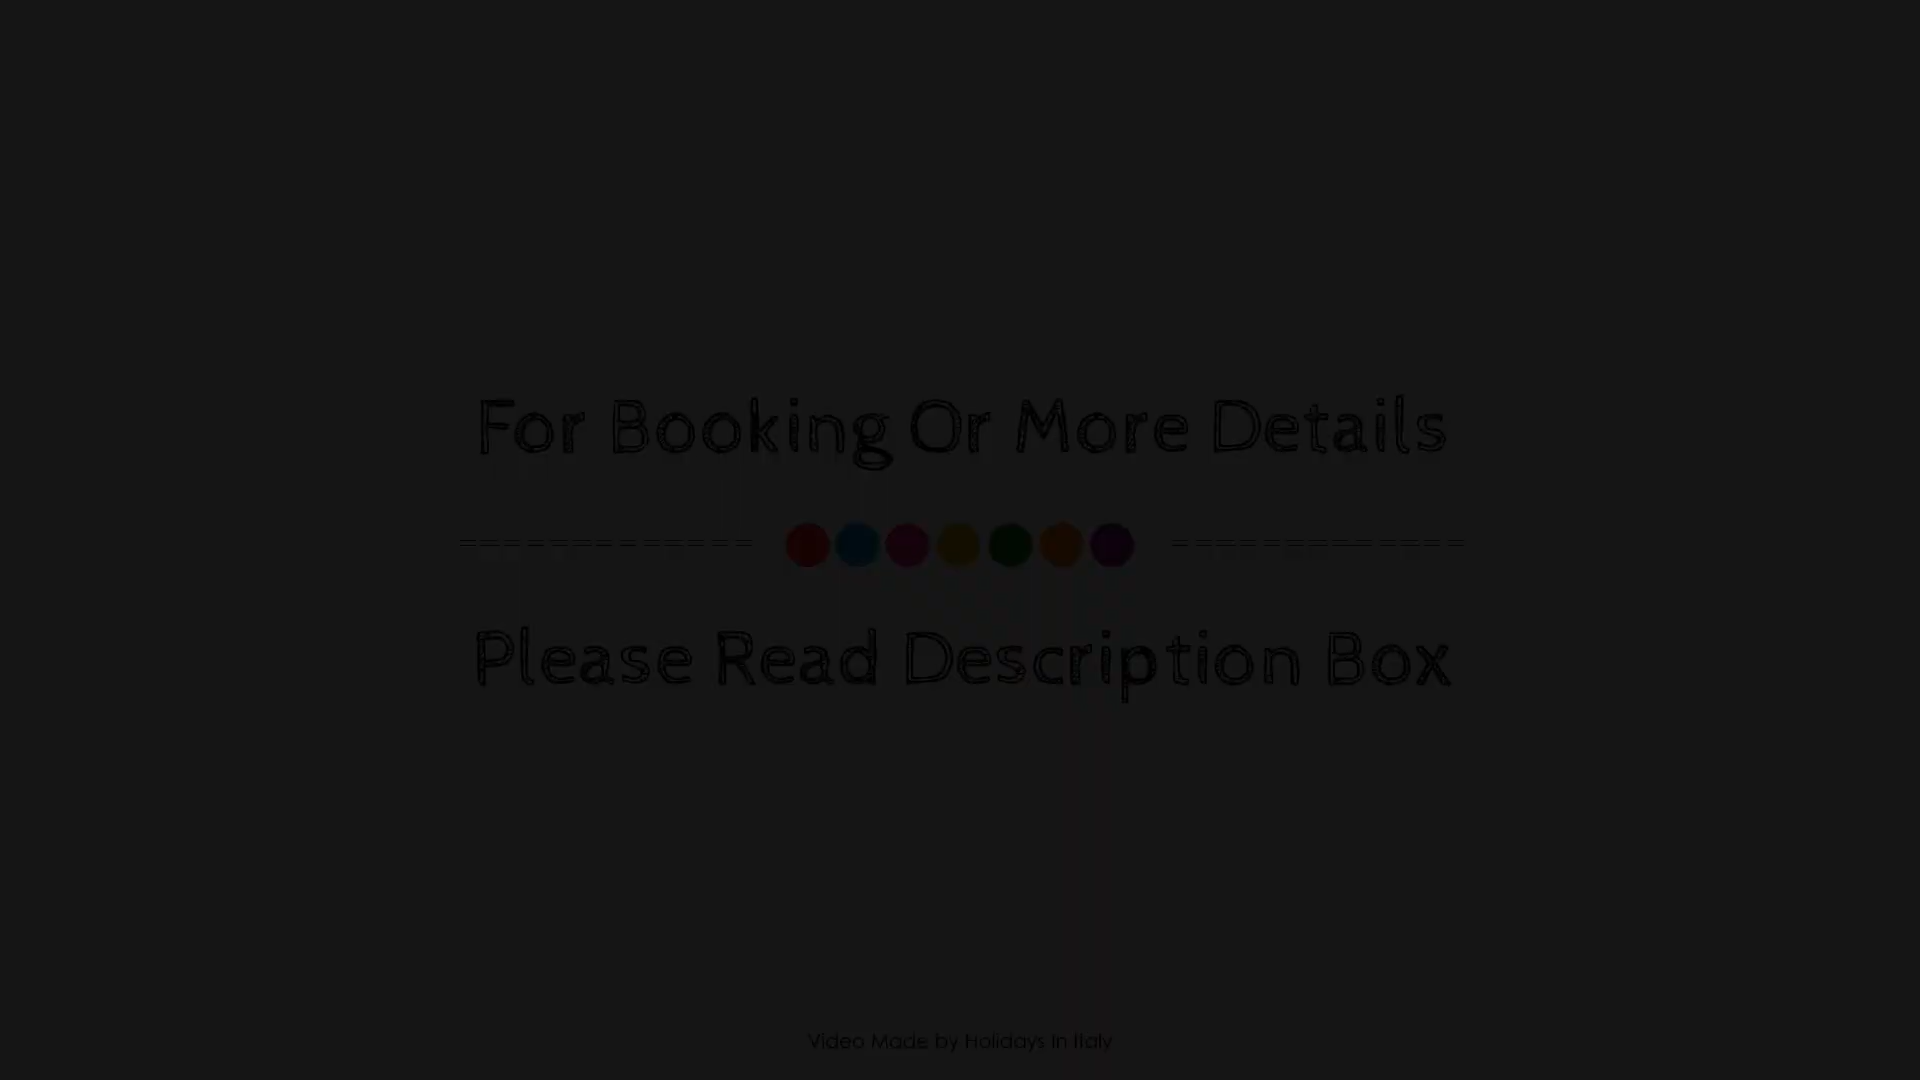 For Booking Or More Details
============= =============
Please Read Description Box
Video Made by Holidays In Italy